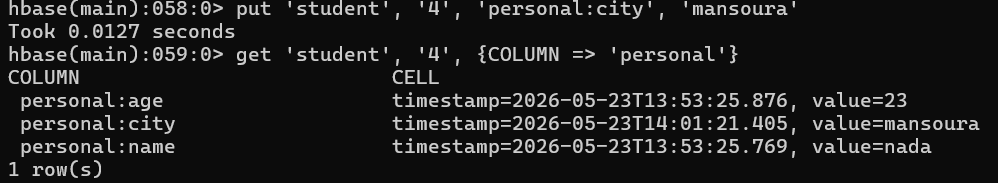 hbase(main):058:0> put 'student', '4', 'personal:city', 'mansoura'
Took 0.0127 seconds
hbase(main):059:0> get 'student', '4', {COLUMN => 'personal'}
COLUMN                          CELL
 personal:age                   timestamp=2026-05-23T13:53:25.876, value=23
 personal:city                  timestamp=2026-05-23T14:01:21.405, value=mansoura
 personal:name                  timestamp=2026-05-23T13:53:25.769, value=nada
1 row(s)